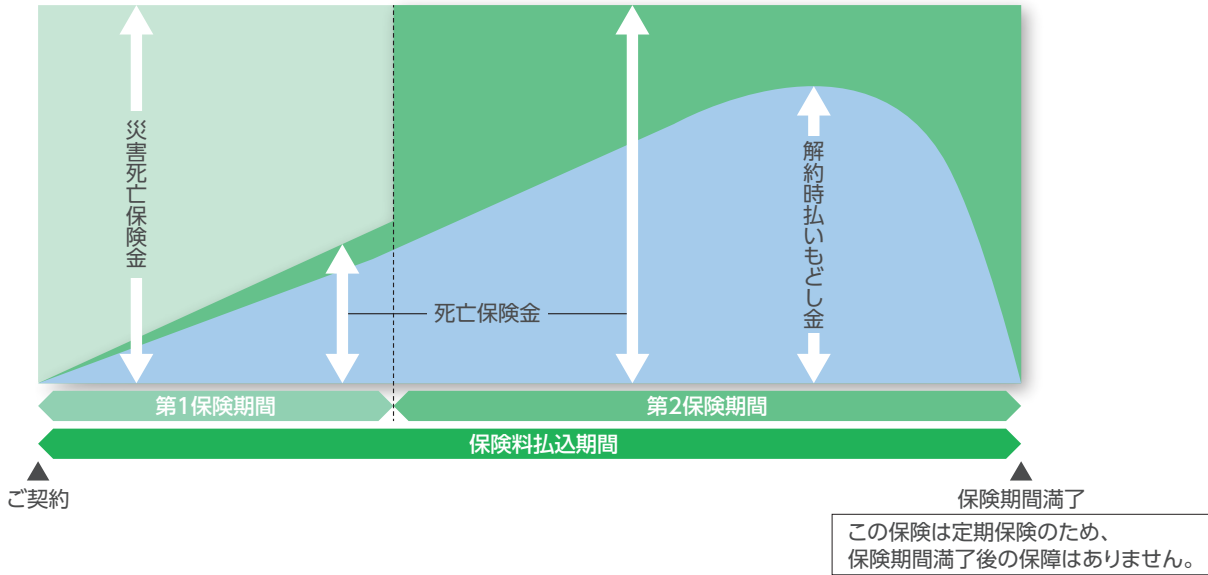 災害死亡保険金
解約時払いもどし金
死亡保険金
第1保険期間
第2保険期間
保険料払込期間
ご契約
保険期間満了
この保険は定期保険のため、
保険期間満了後の保障はありません。